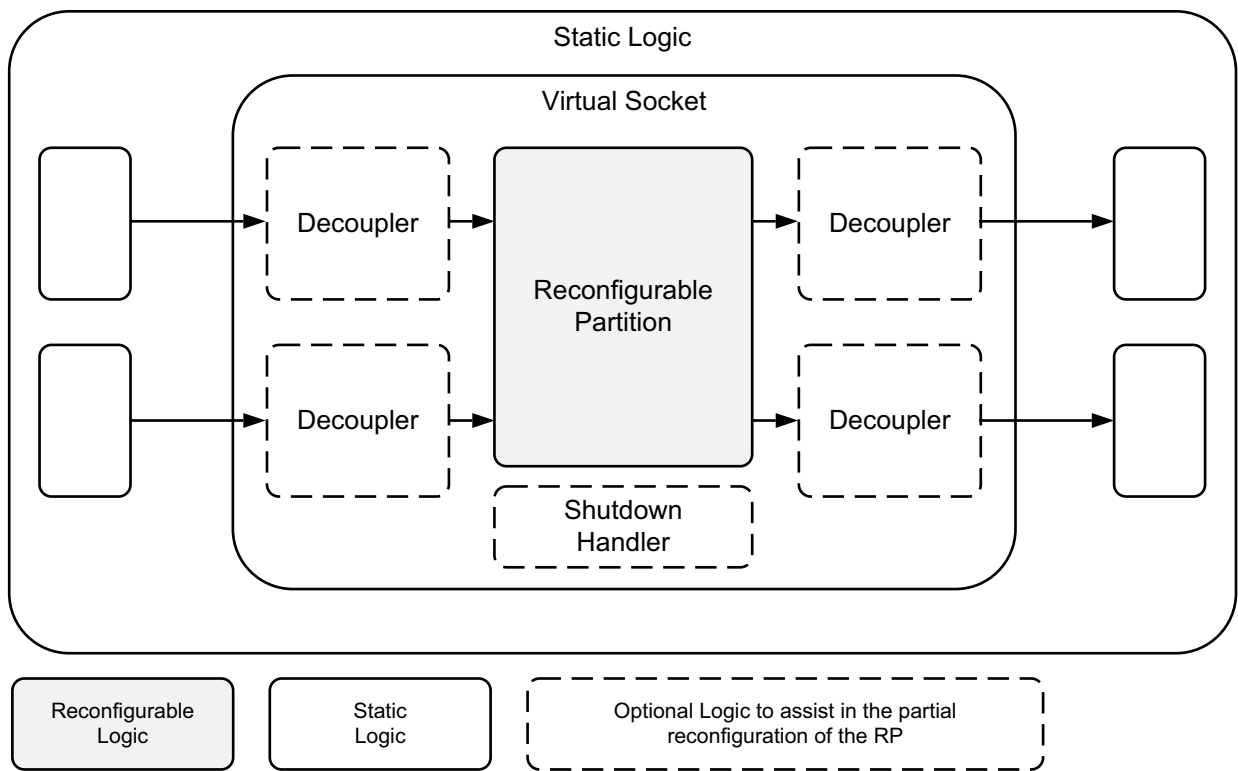 Static Logic
Virtual Socket
Decoupler
Decoupler
Reconfigurable
Partition
Decoupler
Decoupler
Shutdown
Handler
Reconfigurable
Logic
Static
Logic
Optional Logic to assist in the partial
reconfiguration of the RP